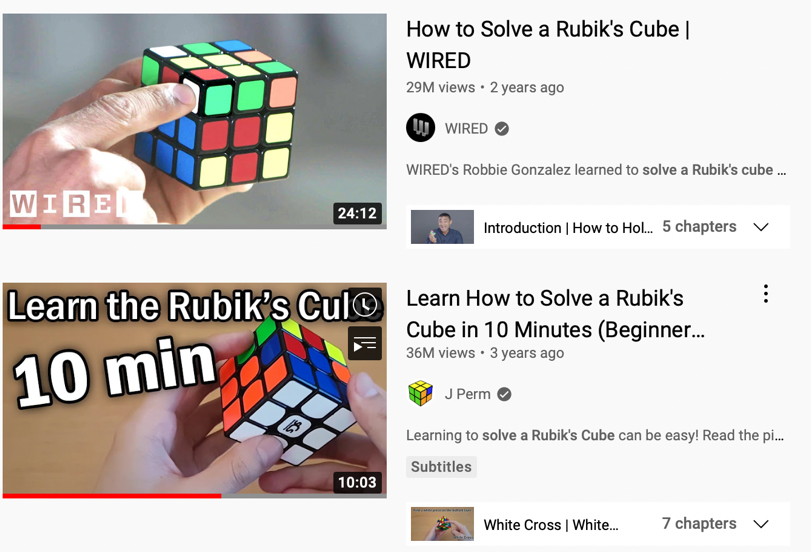 How to Solve a Rubik's Cube |
WIRED
29M views • 2 years ago
WIRED
WIRED's Robbie Gonzalez learned to solve a Rubik's cube ...
Introduction | How to Hol... 5 chapters
WIRE
24:12
Learn the Rubik's Cube
10 min
10:03
Learn How to Solve a Rubik's
Cube in 10 Minutes (Beginner...
36M views • 3 years ago
J Perm
Learning to solve a Rubik's Cube can be easy! Read the pi...
Subtitles
White Cross | White... 7 chapters